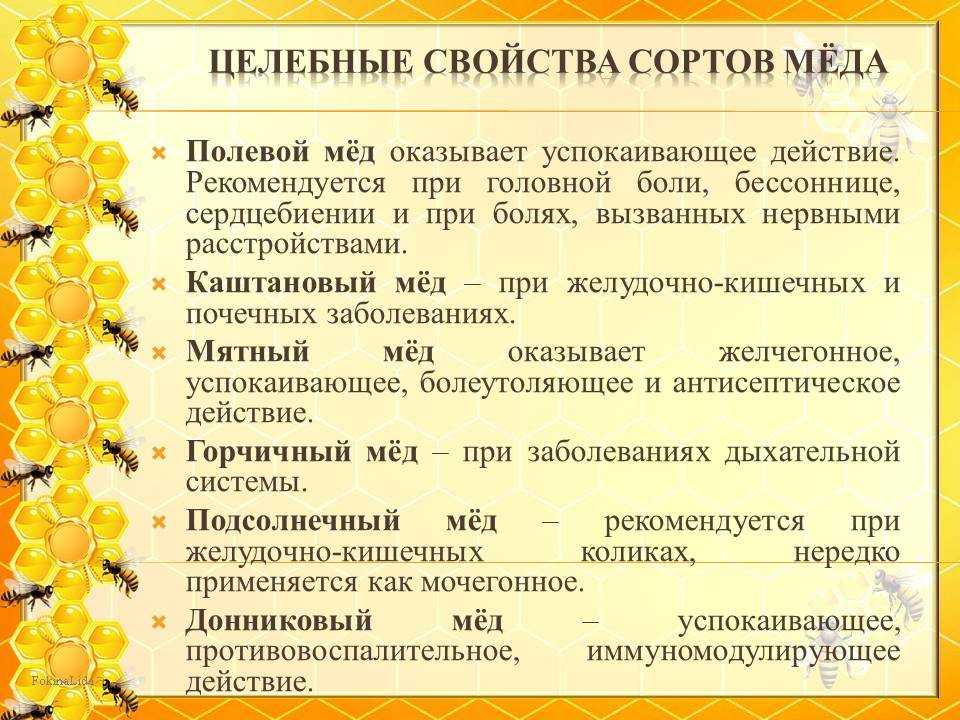 ЦЕЛЕБНЫЕ СВОЙСТВА СОРТОВ МЁДА
Полевой мёд оказывает успокаивающее действие.
Рекомендуется при головной боли, бессоннице,
сердцебиении и при болях, вызванных нервными
расстройствами.
Каштановый мёд – при желудочно-кишечных и
почечных заболеваниях.
Мятный мёд оказывает желчегонное,
успокаивающее, болеутоляющее и антисептическое
действие.
Горчичный мёд – при заболеваниях дыхательной
системы.
Подсолнечный мёд – рекомендуется при
желудочно-кишечных коликах, нередко
применяется как мочегонное.
Донниковый мёд – успокаивающее,
противовоспалительное, иммуномодулирующее
действие.
FokinaLida